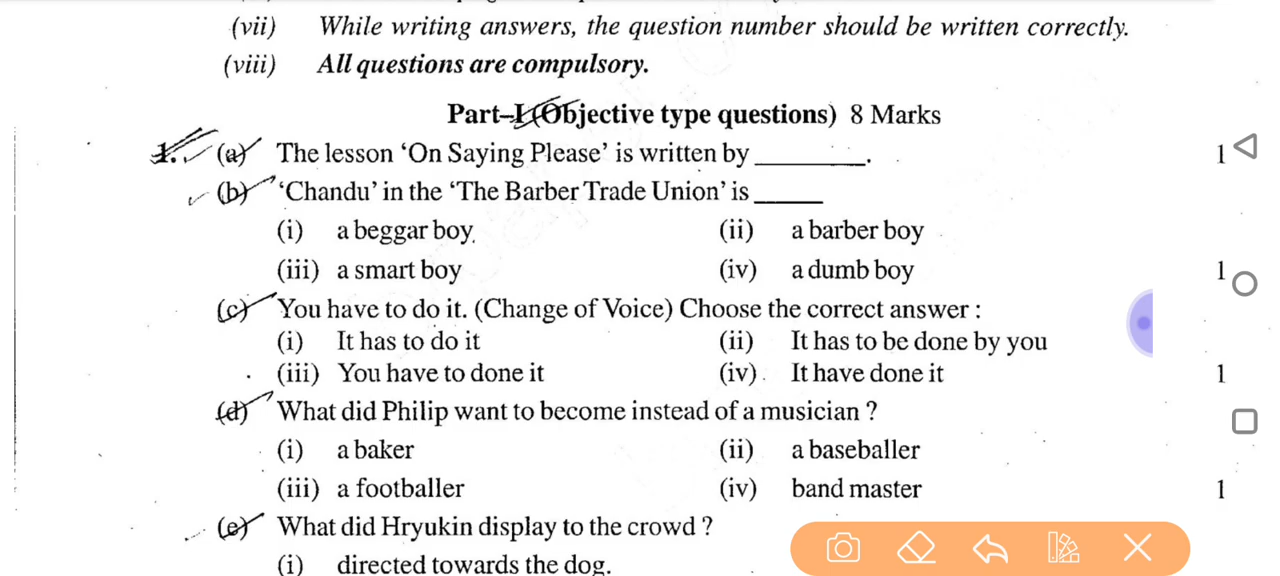 (vii) While writing answers, the question number should be written correctly.
(viii) All questions are compulsory.
Part–I (Objective type questions) 8 Marks
1. (a) The lesson ‘On Saying Please’ is written by ________. 1
(b) ‘Chandu’ in the ‘The Barber Trade Union’ is ______
(i) a beggar boy. (ii) a barber boy
(iii) a smart boy (iv) a dumb boy 1
(c) You have to do it. (Change of Voice) Choose the correct answer :
(i) It has to do it (ii) It has to be done by you
(iii) You have to done it (iv) It have done it 1
(d) What did Philip want to become instead of a musician ?
(i) a baker (ii) a baseballer
(iii) a footballer (iv) band master 1
(e) What did Hryukin display to the crowd ?
(i) directed towards the dog.